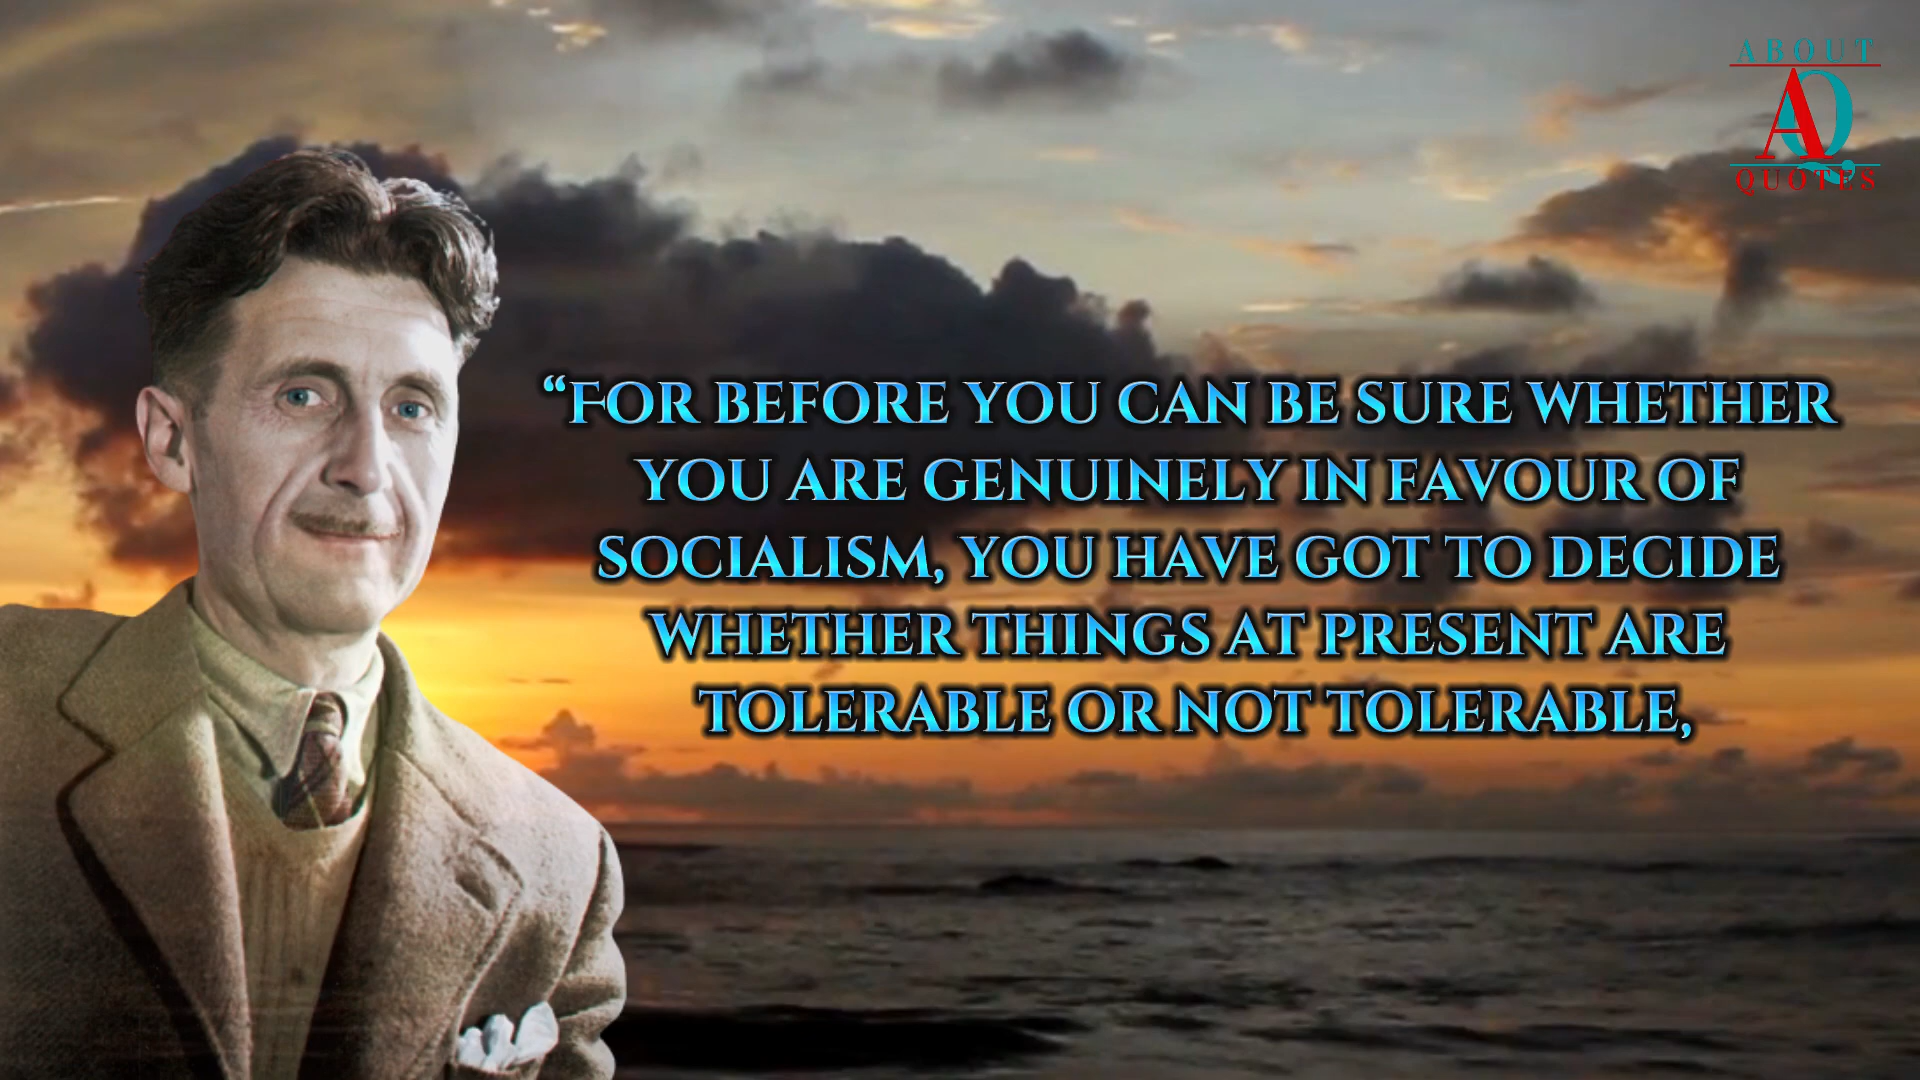 ABOUT
AQ
QUOTES
“FOR BEFORE YOU CAN BE SURE WHETHER
YOU ARE GENUINELY IN FAVOUR OF
SOCIALISM, YOU HAVE GOT TO DECIDE
WHETHER THINGS AT PRESENT ARE
TOLERABLE OR NOT TOLERABLE,